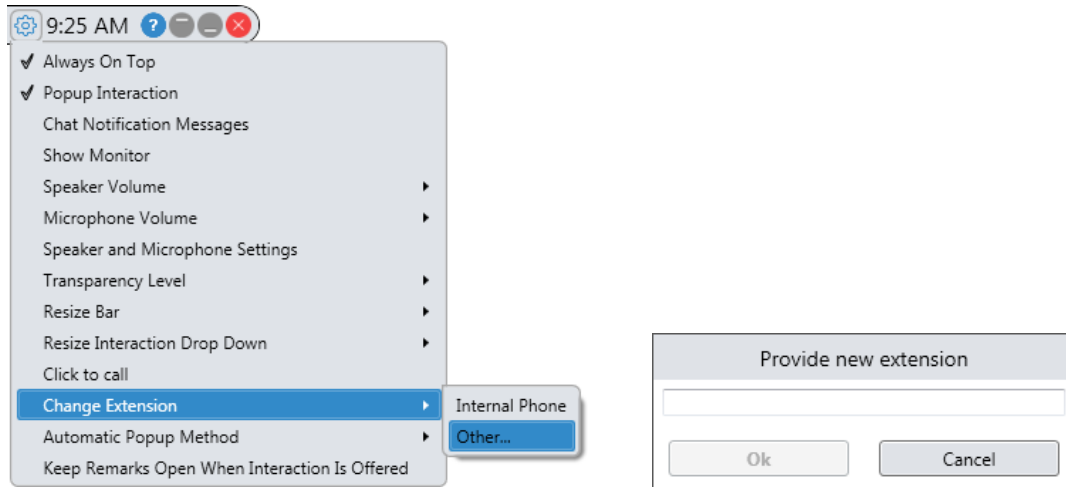 9:25 AM ?
Always On Top
Popup Interaction
Chat Notification Messages
Show Monitor
Speaker Volume
Microphone Volume
Speaker and Microphone Settings
Transparency Level
Resize Bar
Resize Interaction Drop Down
Click to call
Change Extension
Automatic Popup Method
Keep Remarks Open When Interaction Is Offered
Internal Phone
Other...
Provide new extension
Ok Cancel